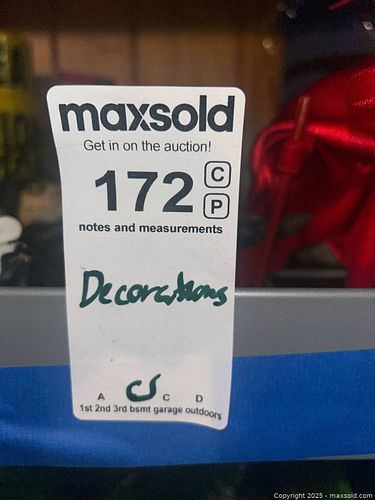 maxsold
Get in on the auction!
172 C
P
notes and measurements
Decorations
A C D
1st 2nd 3rd bsmt garage outdoors
Copyright 2025 - maxsold.com